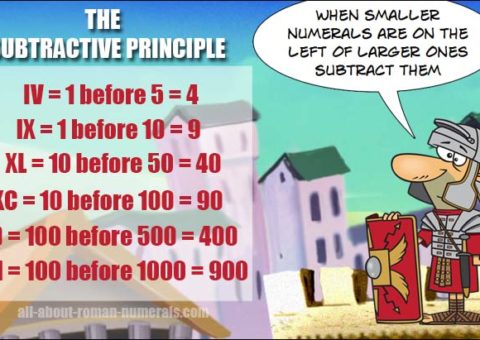 THE
SUBTRACTIVE PRINCIPLE
IV = 1 before 5 = 4
IX = 1 before 10 = 9
XL = 10 before 50 = 40
XC = 10 before 100 = 90
= 100 before 500 = 400
= 100 before 1000 = 900
all-about-roman-numerals.com
WHEN SMALLER
NUMERALS ARE ON THE
LEFT OF LARGER ONES
SUBTRACT THEM